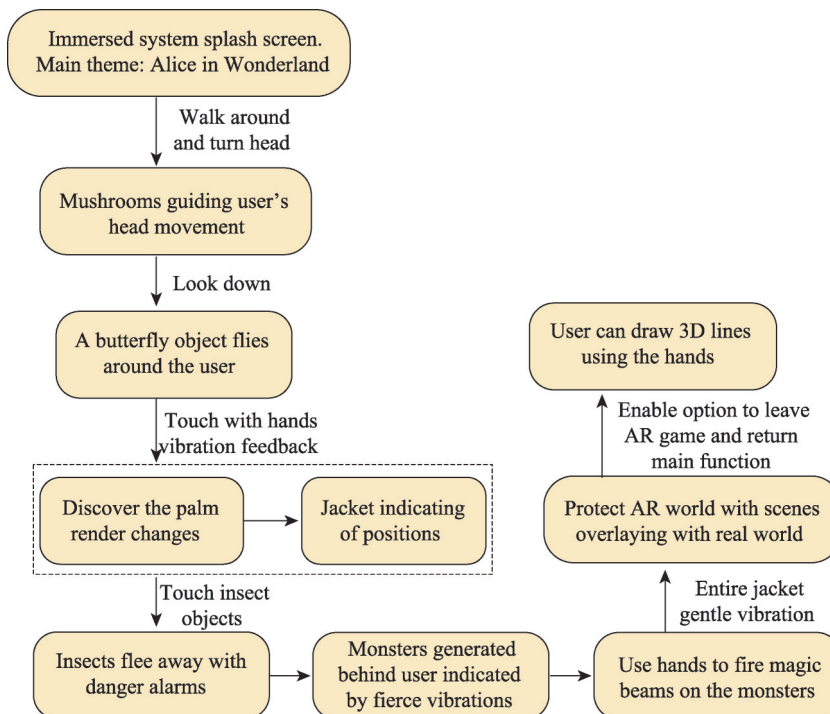 Immersed system splash screen.
Main theme: Alice in Wonderland
Walk around
and turn head
Mushrooms guiding user's
head movement
Look down
A butterfly object flies
around the user
Touch with hands
vibration feedback
Discover the palm
render changes
Jacket indicating
of positions
Touch insect
objects
Insects flee away with
danger alarms
Monsters generated
behind user indicated
by fierce vibrations
Use hands to fire magic
beams on the monsters
Entire jacket
gentle vibration
Protect AR world with scenes
overlaying with real world
Enable option to leave
AR game and return
main function
User can draw 3D lines
using the hands